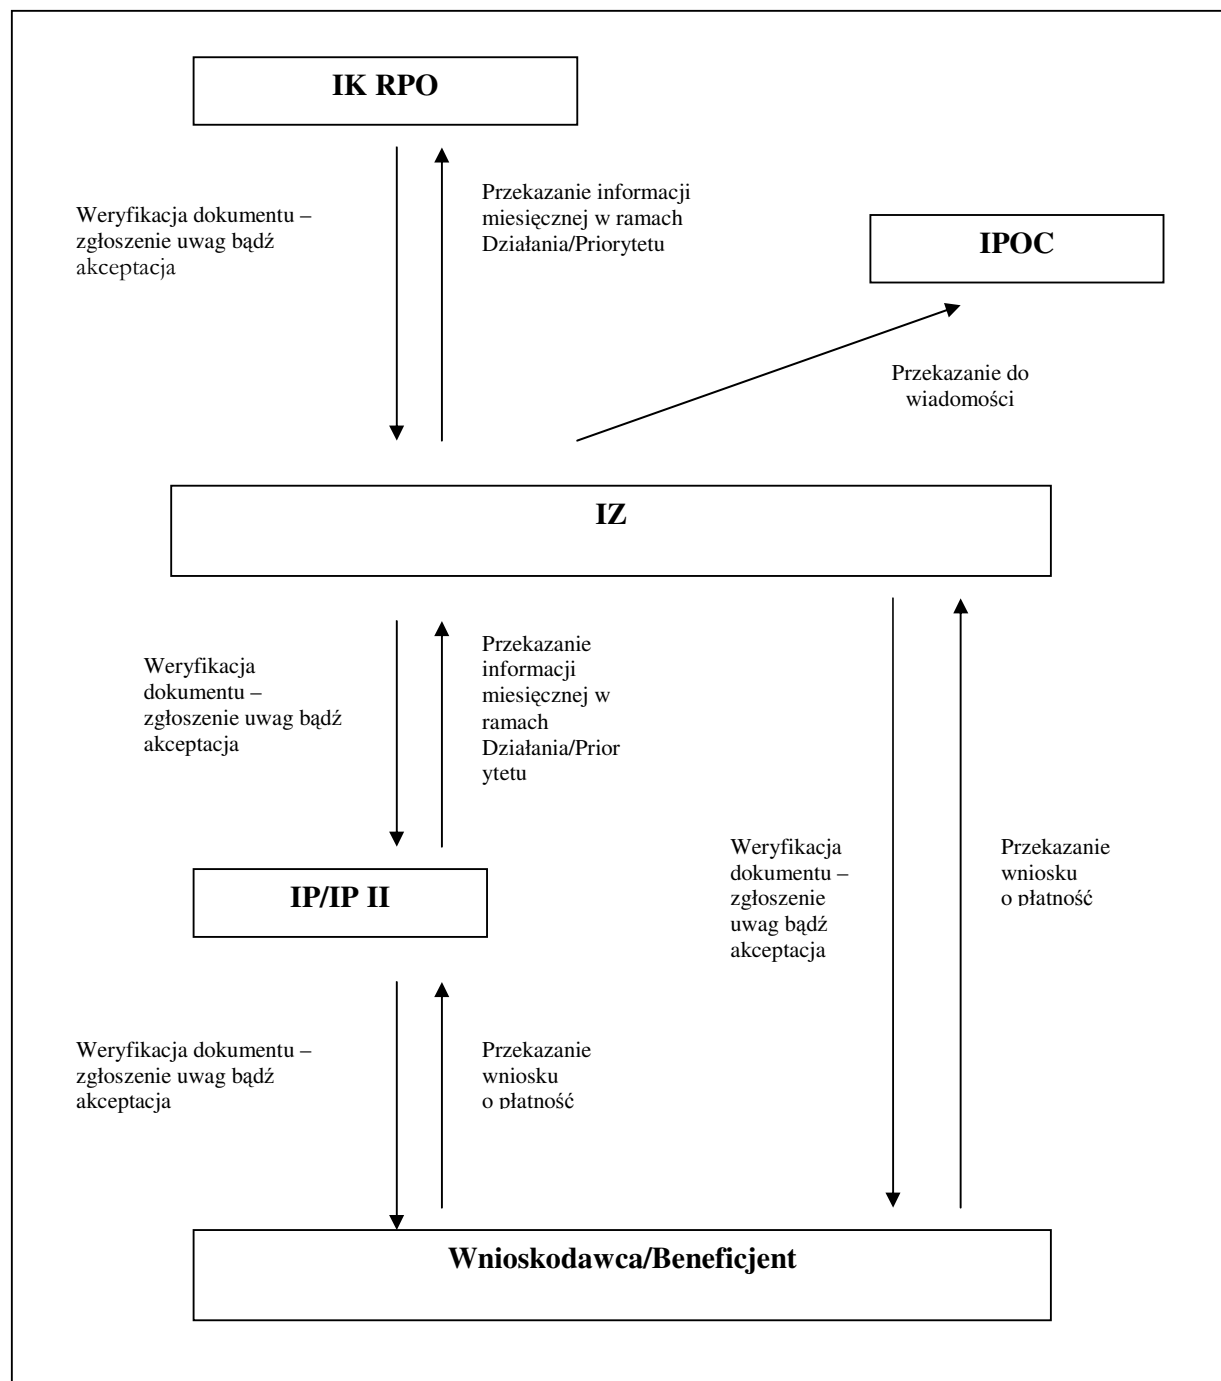 IK RPO
Weryfikacja dokumentu –
zgłoszenie uwag bądź
akceptacja
Przekazanie informacji
miesięcznej w ramach
Działania/Priorytetu
IPOC
Przekazanie do
wiadomości
IZ
Weryfikacja
dokumentu –
zgłoszenie uwag bądź
akceptacja
Przekazanie
informacji
miesięcznej w
ramach
Działania/Prior
ytetu
Weryfikacja
dokumentu –
zgłoszenie
uwag bądź
akceptacja
Przekazanie
wniosku
o płatność
IP/IP II
Weryfikacja dokumentu –
zgłoszenie uwag bądź
akceptacja
Przekazanie
wniosku
o płatność
Wnioskodawca/Beneficjent